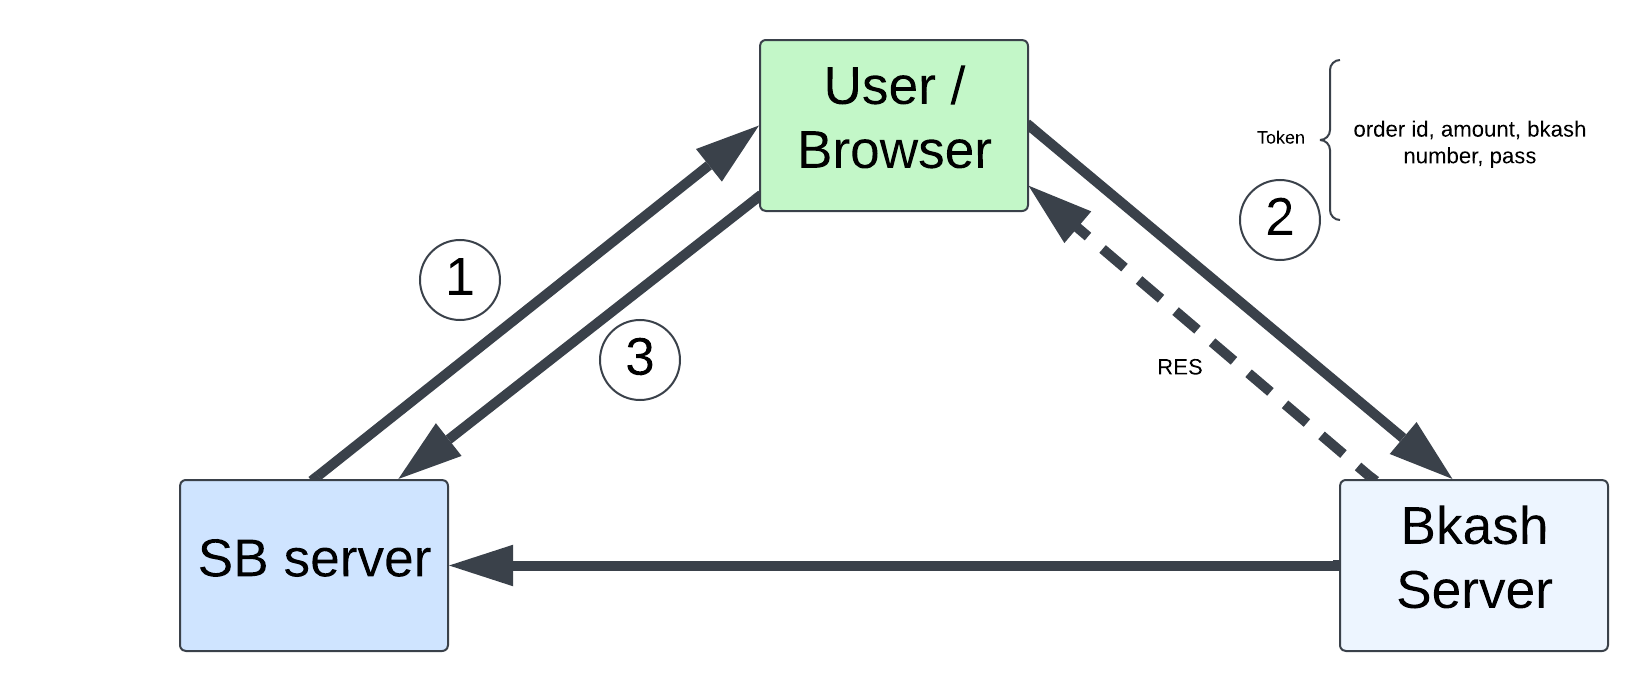 User /
Browser
Token
order id, amount, bkash
number, pass
2
1
3
RES
SB server
Bkash
Server